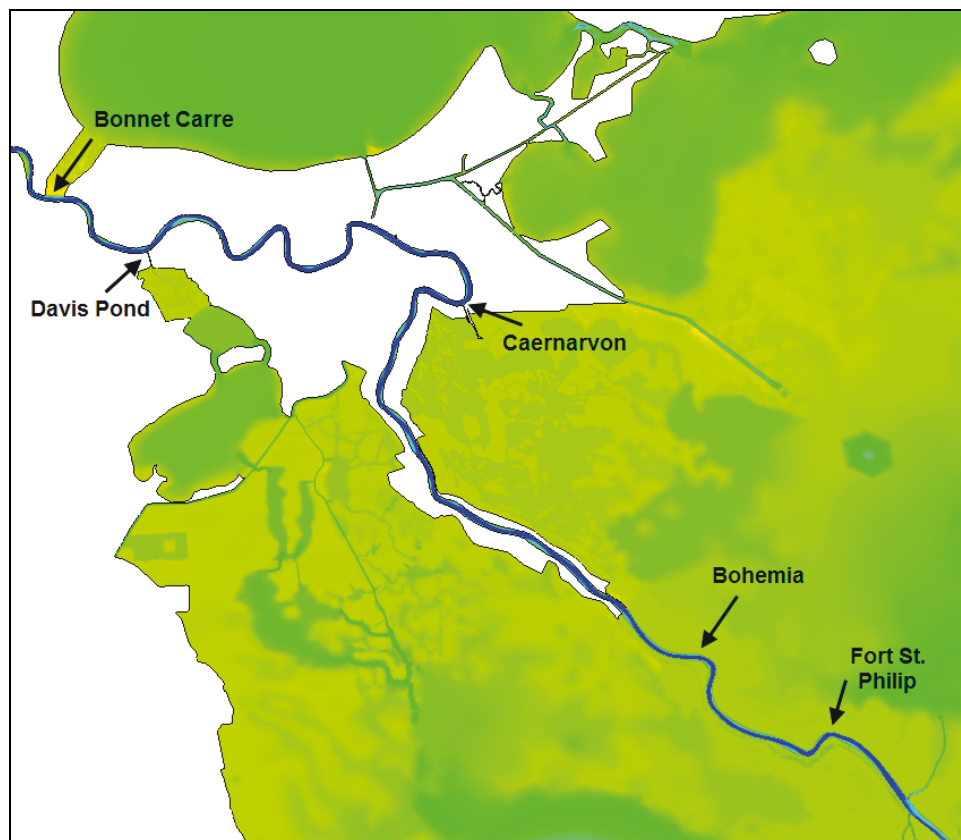 Bonnet Carre
Davis Pond
Caernarvon
Bohemia
Fort St.
Philip